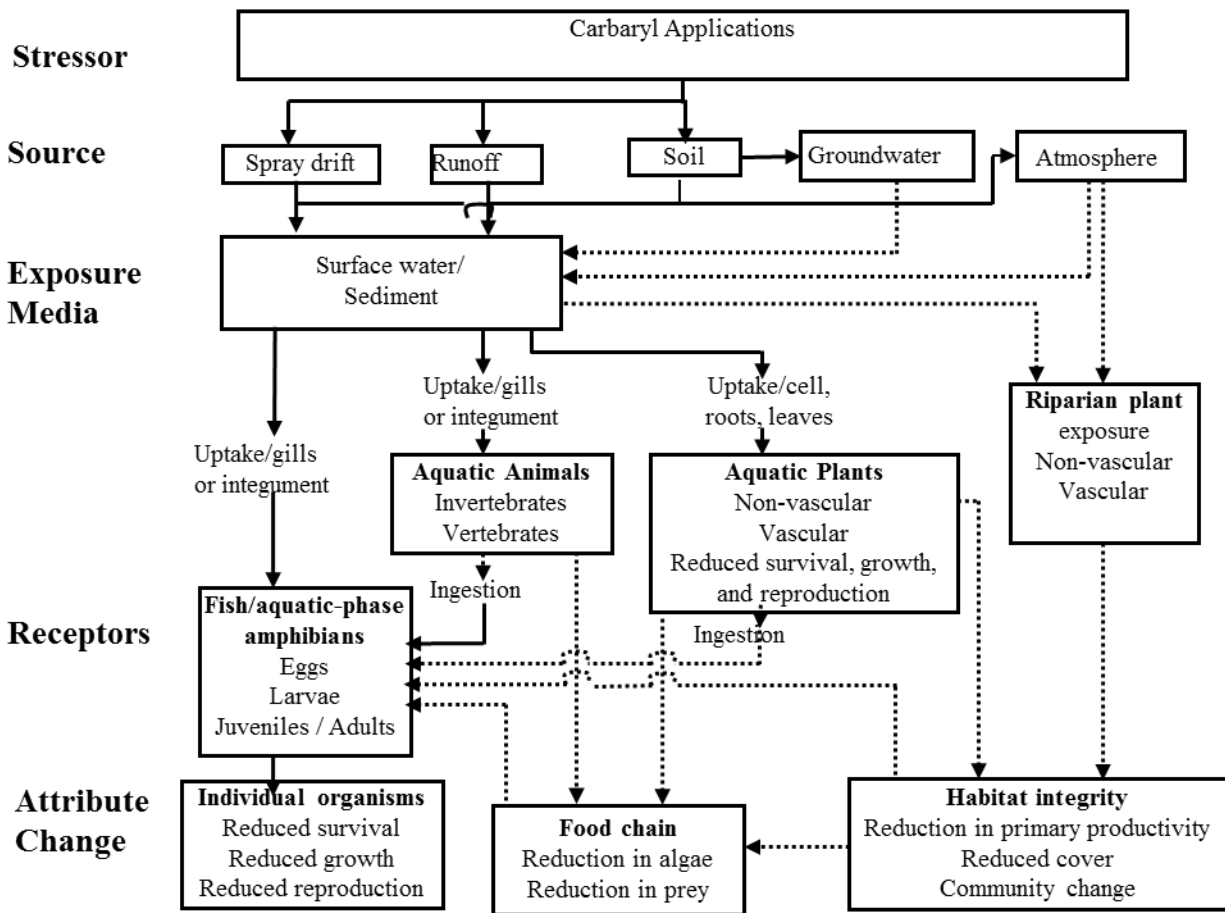 Stressor
Carbaryl Applications
Source
Spray drift
Runoff
Soil
Groundwater
Atmosphere
Exposure
Media
Surface water/
Sediment
Uptake/gills
or integument
Uptake/gills
or integument
Uptake/cell,
roots, leaves
Riparian plant
exposure
Non-vascular
Vascular
Aquatic Animals
Invertebrates
Vertebrates
Aquatic Plants
Non-vascular
Vascular
Reduced survival, growth,
and reproduction
Ingestion
Ingestion
Receptors
Fish/aquatic-phase
amphibians
Eggs
Larvae
Juveniles / Adults
Attribute
Change
Individual organisms
Reduced survival
Reduced growth
Reduced reproduction
Food chain
Reduction in algae
Reduction in prey
Habitat integrity
Reduction in primary productivity
Reduced cover
Community change